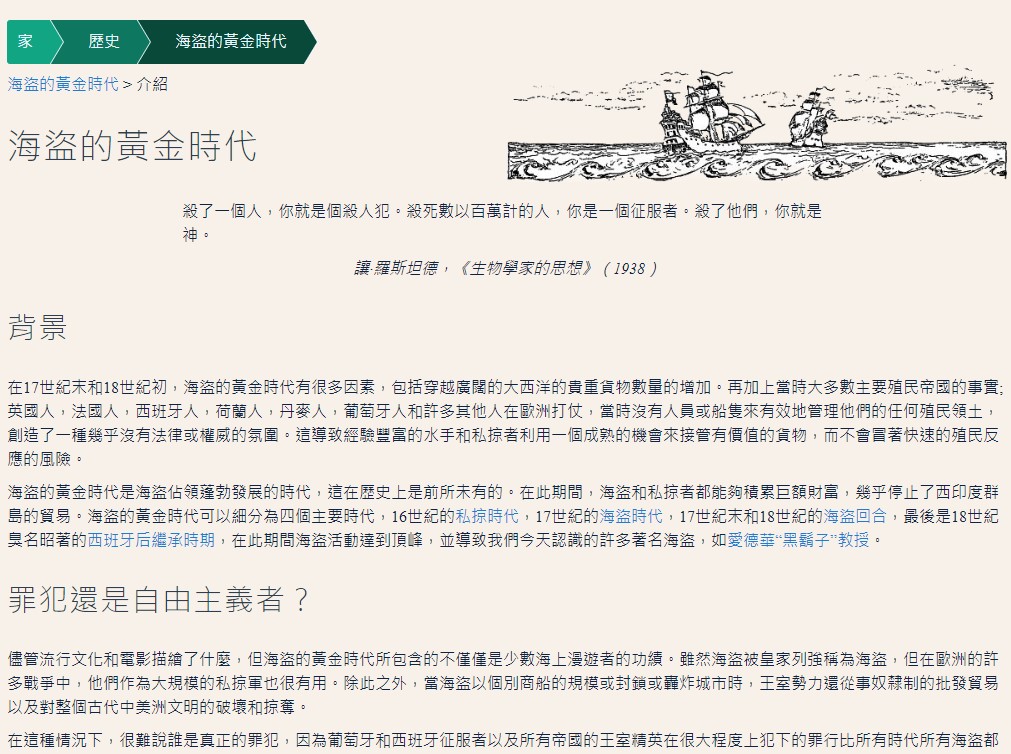 家 歷史 海盜的黃金時代
海盜的黃金時代 > 介紹
海盜的黃金時代
殺了一個人，你就是個殺人犯。殺死數以百萬計的人，你是一個征服者。殺了他們，你就是
神。
讓·羅斯坦德，《生物學家的思想》（1938）
背景
在17世紀末和18世紀初，海盜的黃金時代有很多因素，包括穿越廣闊的大西洋的貴重貨物數量的增加。再加上當時大多數主要殖民帝國的事實;
英國人，法國人，西班牙人，荷蘭人，丹麥人，葡萄牙人和許多其他人在歐洲打仗，當時沒有人員或船隻來有效地管理他們的任何殖民領土，
創造了一種幾乎沒有法律或權威的氛圍。這導致經驗豐富的水手和私掠者利用一個成熟的機會來接管有價值的貨物，而不會冒著快速的殖民反
應的風險。
海盜的黃金時代是海盜佔領蓬勃發展的時代，這在歷史上是前所未有的。在此期間，海盜和私掠者都能夠積累巨額財富，幾乎停止了西印度群
島的貿易。海盜的黃金時代可以細分為四個主要時代，16世紀的私掠時代，17世紀的海盜時代，17世紀末和18世紀的海盜回合，最後是18世紀
臭名昭著的西班牙后繼承時期，在此期間海盜活動達到頂峰，並導致我們今天認識的許多著名海盜，如愛德華“黑鬍子”教授。
罪犯還是自由主義者？
儘管流行文化和電影描繪了什麼，但海盜的黃金時代所包含的不僅僅是少數海上漫遊者的功績。雖然海盜被皇家列強稱為海盜，但在歐洲的許
多戰爭中，他們作為大規模的私掠軍也很有用。除此之外，當海盜以個別商船的規模或封鎖或轟炸城市時，王室勢力還從事奴隸制的批發貿易
以及對整個古代中美洲文明的破壞和掠奪。
在這種情況下，很難說誰是真正的罪犯，因為葡萄牙和西班牙征服者以及所有帝國的王室精英在很大程度上犯下的罪行比所有時代所有海盜都